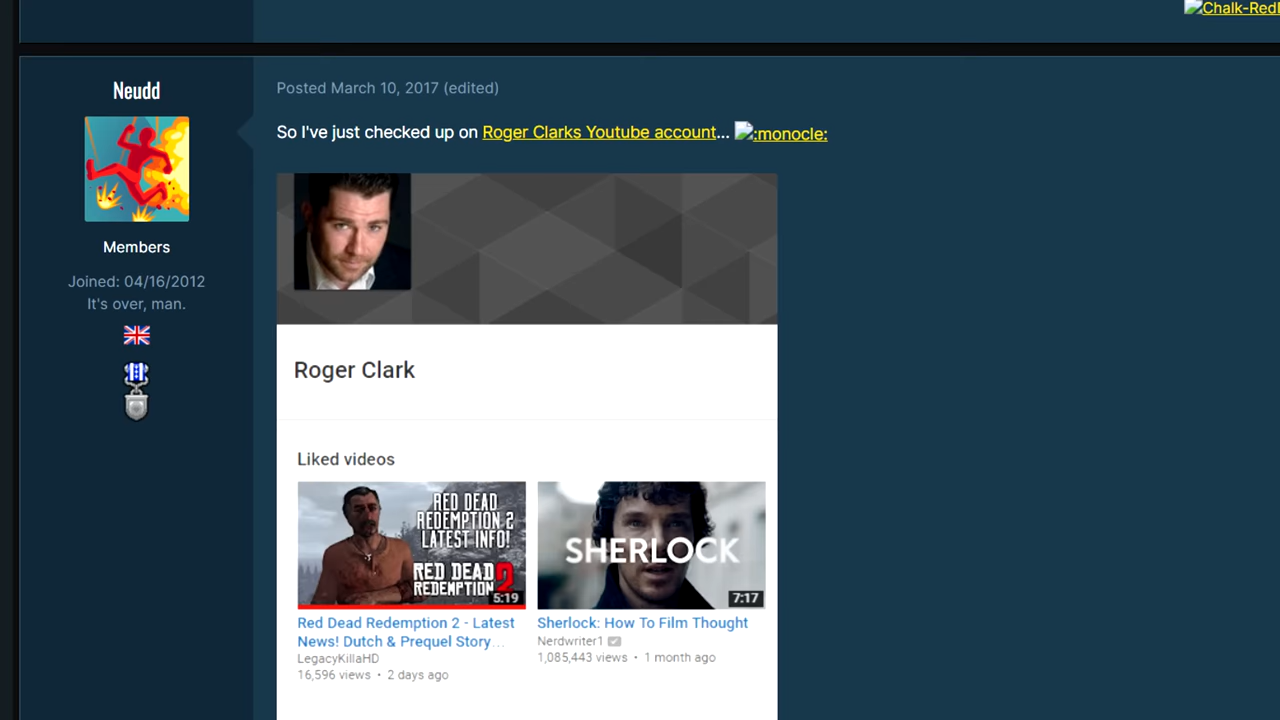 Chalk-Red
Neudd
Posted March 10, 2017 (edited)
So I've just checked up on Roger Clarks Youtube account... :monocle:
Members
Joined: 04/16/2012
It's over, man.
Roger Clark
Liked videos
RED DEAD
REDEMPTION 2
LATEST INFO!
RED DEAD
REDEMPTION 2
5:19
SHERLOCK
7:17
Red Dead Redemption 2 - Latest
News! Dutch & Prequel Story...
LegacyKillaHD
16,596 views • 2 days ago
Sherlock: How To Film Thought
Nerdwriter1
1,085,443 views • 1 month ago